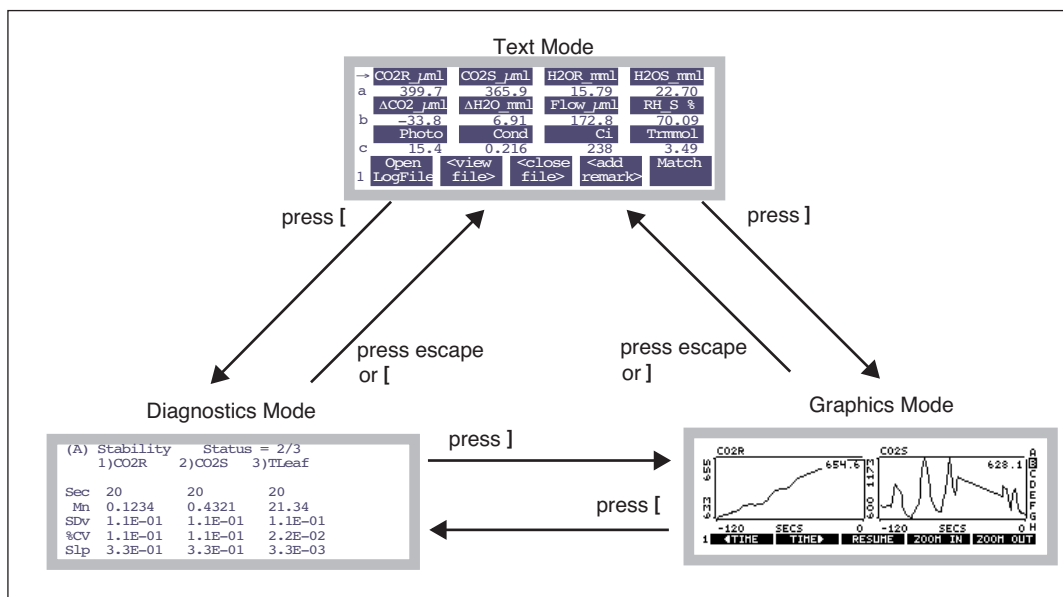 Text Mode
→ CO2R_µml CO2S_µml H2OR_mml H2OS_mml
a 399.7 365.9 15.79 22.70
ΔCO2_µml ΔH2O_mml Flow_µml RH_S %
b -33.8 6.91 172.8 70.09
Photo Cond Ci Trmmol
c 15.4 0.216 238 3.49
Open <view <close <add Match
1 LogFile file> file> remark>
press [
press ]
press escape
or [
press escape
or ]
Diagnostics Mode
(A) Stability Status = 2/3
1)CO2R 2)CO2S 3)TLeaf
Sec 20 20 20
Mn 0.1234 0.4321 21.34
SDv 1.1E-01 1.1E-01 1.1E-01
%CV 1.1E-01 1.1E-01 2.2E-02
Slp 3.3E-01 3.3E-01 3.3E-03
press ]
press [
Graphics Mode
CO2R CO2S
655 654.6 1173 628.1
633 600
-120 SECS 0 -120 SECS 0
A
B
C
D
E
F
G
H
1 ◀TIME TIME▶ RESUME ZOOM IN ZOOM OUT